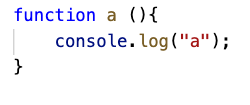 function a (){
    console.log("a");
}